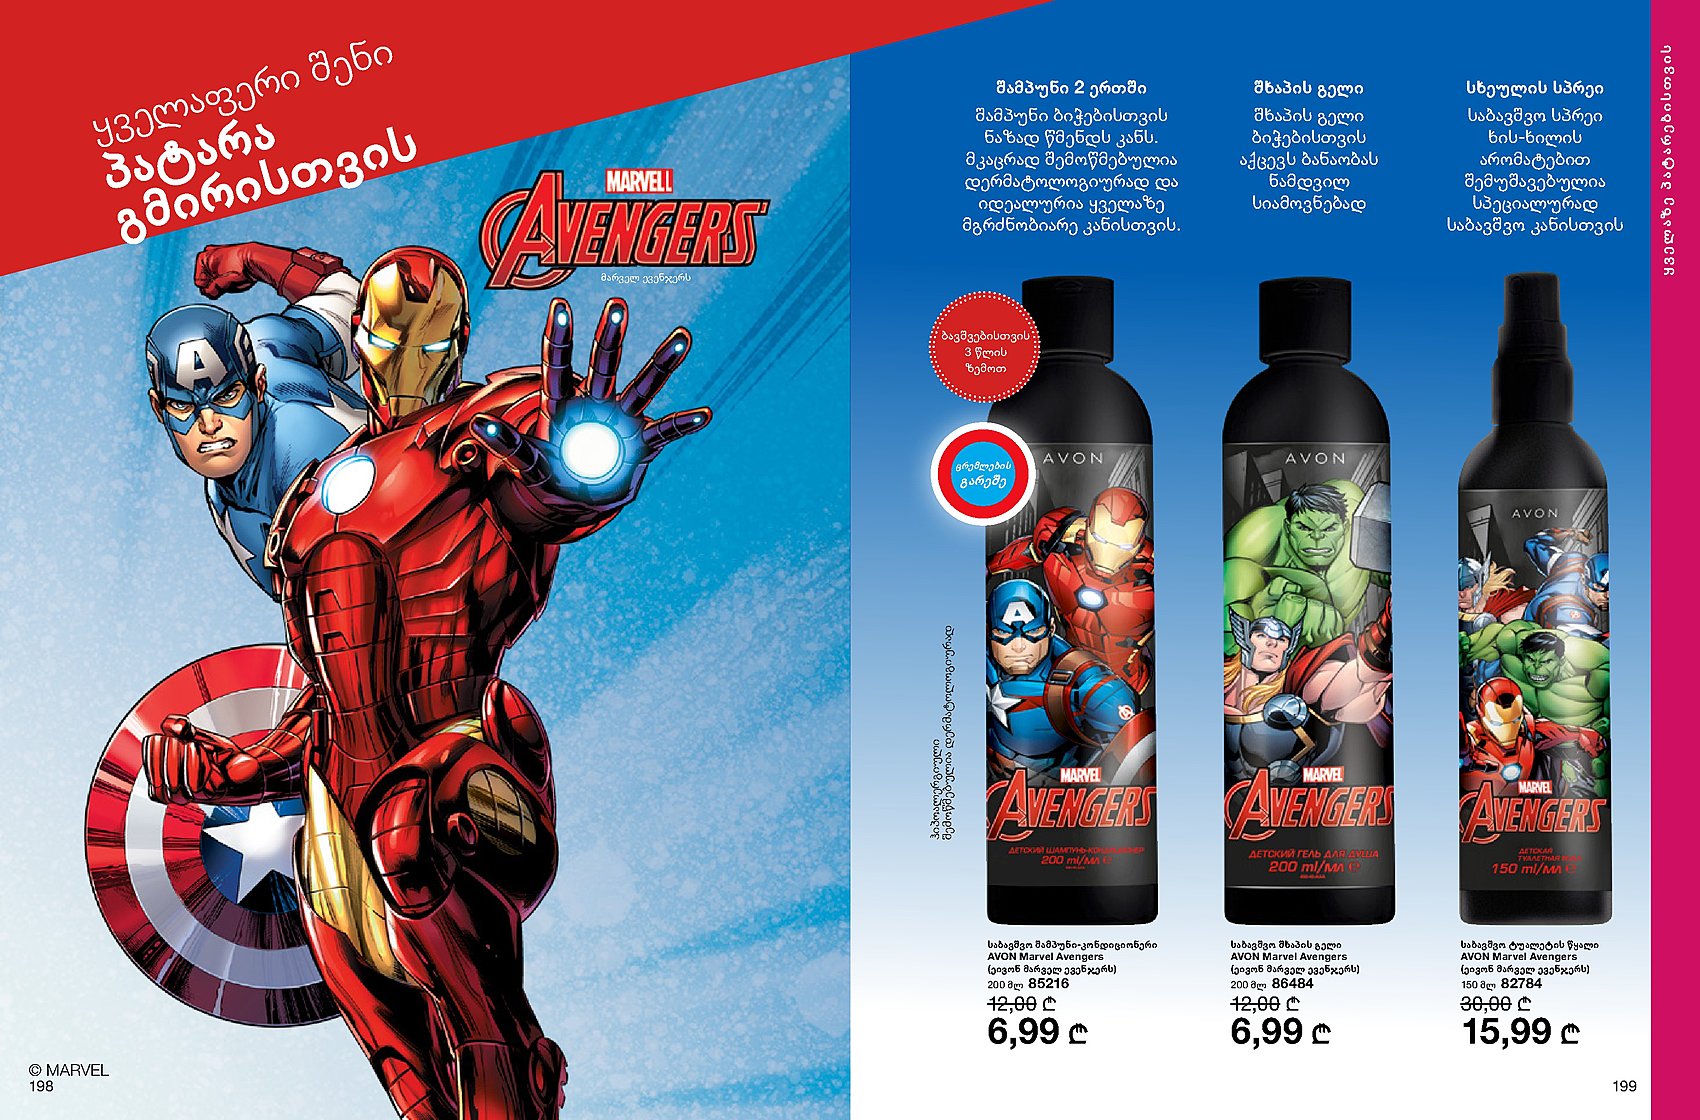 ყველაფერი შენი
პატარა
გმირისთვის
MARVEL
AVENGERS
მარველ ევენჯერს
© MARVEL
198
შამპუნი 2 ერთში
შამპუნი ბიჭებისთვის
ნაზად წმენდს კანს.
მკაცრად შემოწმებულია
დერმატოლოგიურად და
იდეალურია ყველაზე
მგრძნობიარე კანისთვის.
შხაპის გელი
შხაპის გელი
ბიჭებისთვის
აქცევს ბანაობას
ნამდვილ
სიამოვნებად
სხეულის სპრეი
საბავშვო სპრეი
ხის-ხილის
არომატებით
შემუშავებულია
სპეციალურად
საბავშვო კანისთვის
ყველაზე პატარებისთვის
ბავშვებისთვის
3 წლის
ზემოთ
ცრემლების
გარეშე
ჰიპოალერგიული
შემოწმებულია დერმატოლოგიურად
AVON
MARVEL
AVENGERS
ДЕТСКИЙ ШАМПУНЬ-КОНДИЦИОНЕР
200 ml/мл ℮
AVON
MARVEL
AVENGERS
ДЕТСКИЙ ГЕЛЬ ДЛЯ ДУША
200 ml/мл ℮
AVON
MARVEL
AVENGERS
ДЕТСКАЯ
ТУАЛЕТНАЯ ВОДА
150 ml/мл ℮
საბავშვო შამპუნი-კონდიციონერი
AVON Marvel Avengers
(ეივონ მარველ ევენჯერს)
200 მლ 85216
12,00 ₾
6,99 ₾
საბავშვო შხაპის გელი
AVON Marvel Avengers
(ეივონ მარველ ევენჯერს)
200 მლ 86484
12,00 ₾
6,99 ₾
საბავშვო ტუალეტის წყალი
AVON Marvel Avengers
(ეივონ მარველ ევენჯერს)
150 მლ 82784
30,00 ₾
15,99 ₾
199